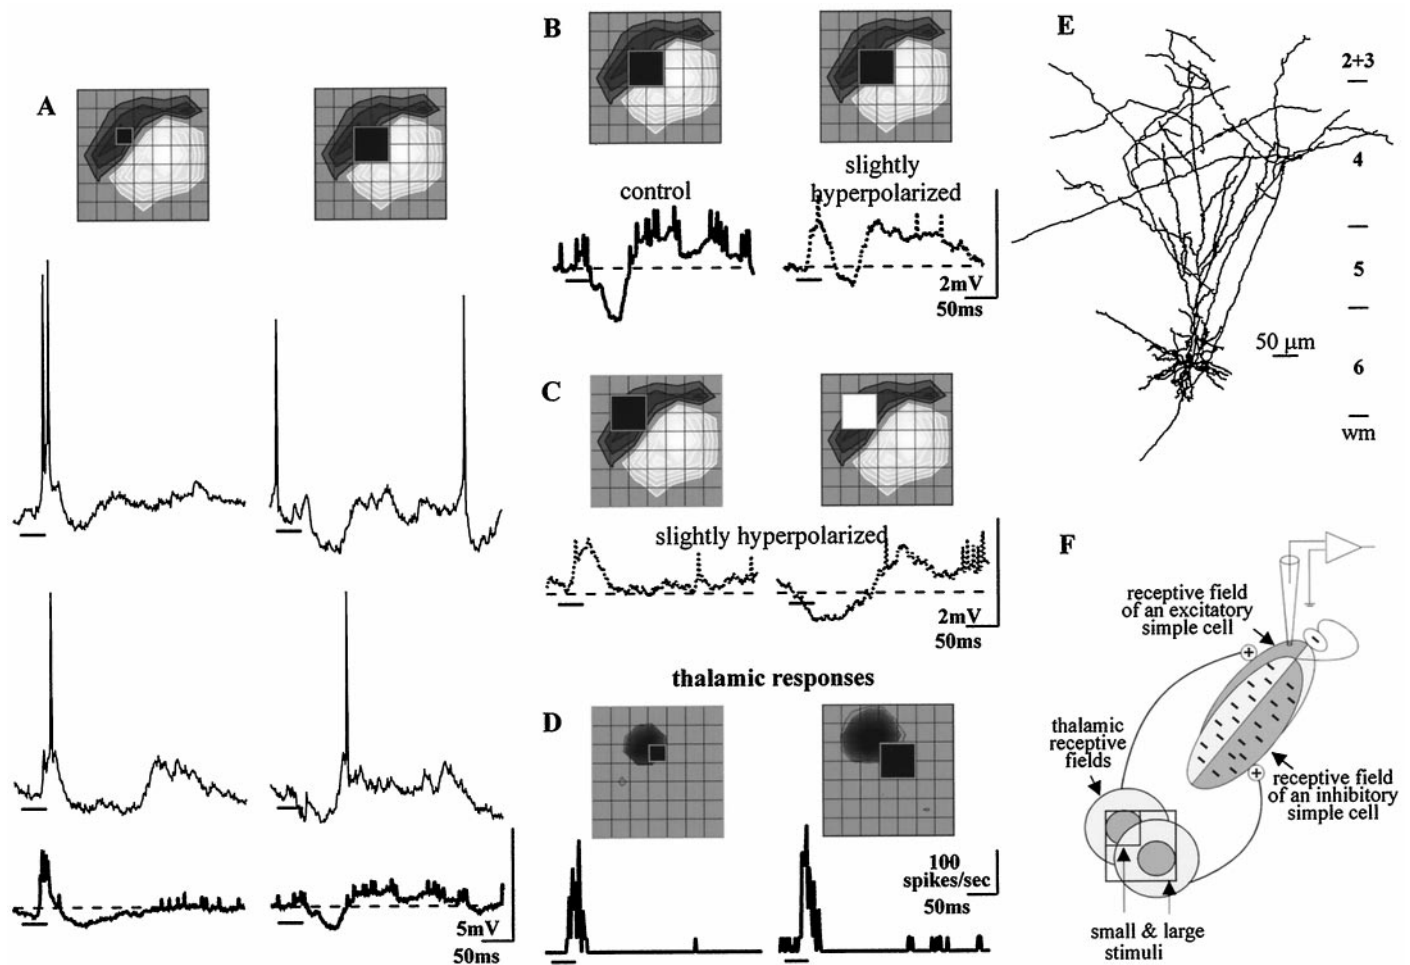 A
B
control
slightly
hyperpolarized
2mV
50ms
C
slightly hyperpolarized
2mV
50ms
thalamic responses
D
100
spikes/sec
50ms
5mV
50ms
E
2+3
4
5
50 µm
6
wm
F
receptive field
of an excitatory
simple cell
+
-
thalamic
receptive
fields
+
receptive field
of an inhibitory
simple cell
small & large
stimuli